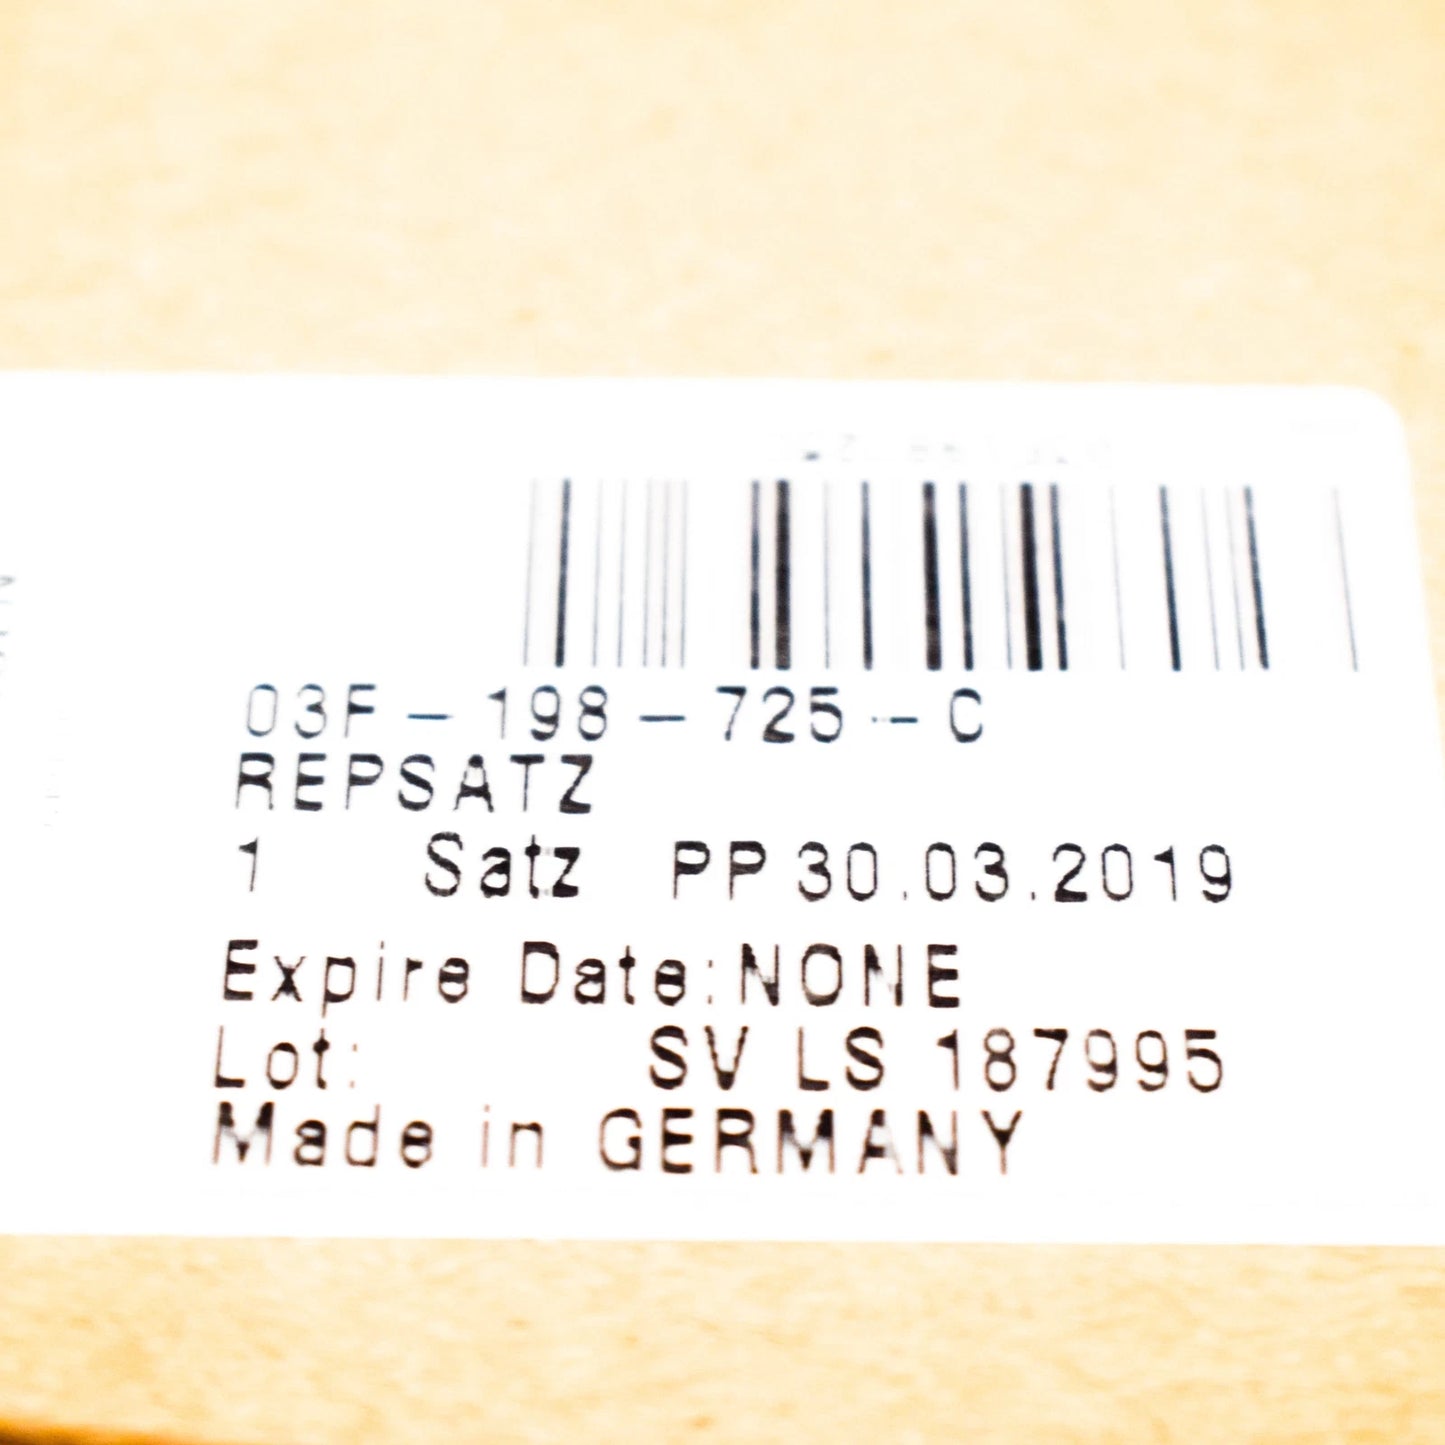 03F-198-725-C
REPSATZ
1 Satz PP 30.03.2019
Expire Date:NONE
Lot: SV LS 187995
Made in GERMANY